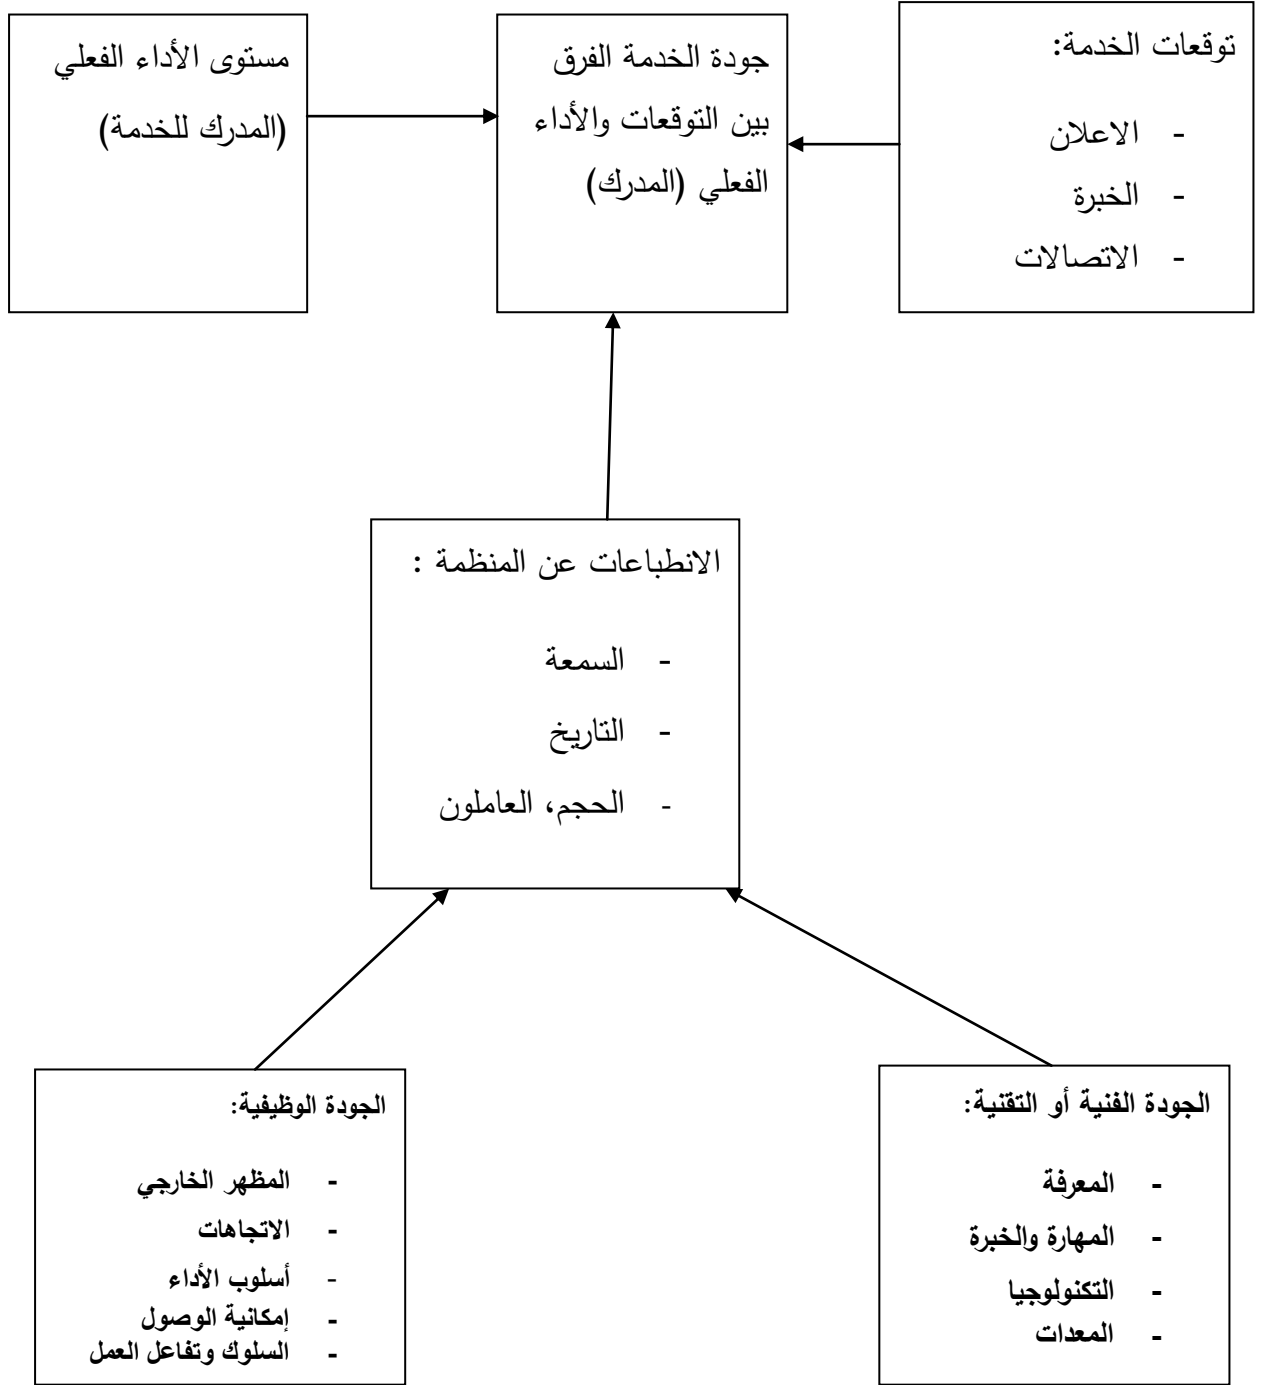 توقعات الخدمة:
- الاعلان
- الخبرة
- الاتصالات
جودة الخدمة الفرق
بين التوقعات والأداء
الفعلي (المدرك)
مستوى الأداء الفعلي
(المدرك للخدمة)
الانطباعات عن المنظمة :
- السمعة
- التاريخ
- الحجم، العاملون
الجودة الفنية أو التقنية:
- المعرفة
- المهارة والخبرة
- التكنولوجيا
- المعدات
الجودة الوظيفية:
- المظهر الخارجي
- الاتجاهات
- أسلوب الأداء
- إمكانية الوصول
- السلوك وتفاعل العمل